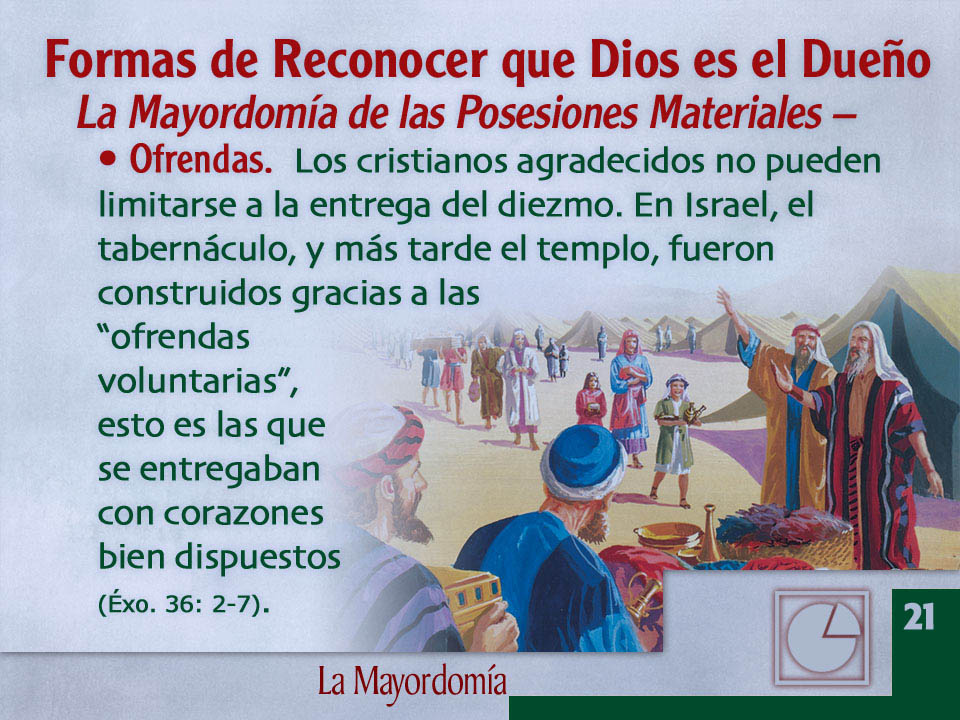 Formas de Reconocer que Dios es el Dueño
La Mayordomía de las Posesiones Materiales –
• Ofrendas. Los cristianos agradecidos no pueden
limitarse a la entrega del diezmo. En Israel, el
tabernáculo, y más tarde el templo, fueron
construidos gracias a las
“ofrendas
voluntarias”,
esto es las que
se entregaban
con corazones
bien dispuestos
(Éxo. 36: 2-7).
21
La Mayordomía